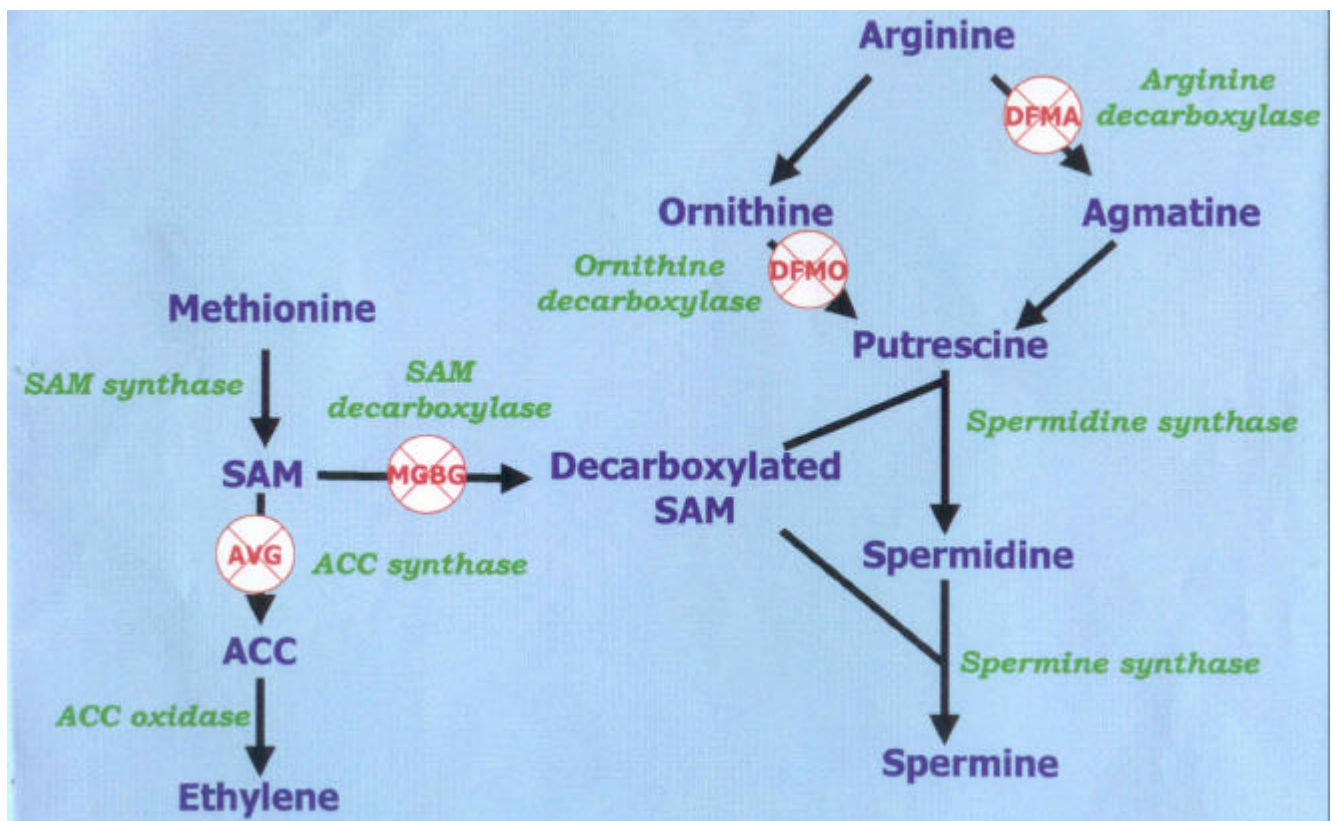 Arginine
Arginine
decarboxylase
DFMA
Ornithine
Agmatine
Ornithine
decarboxylase
DFMO
Methionine
Putrescine
SAM synthase
SAM
decarboxylase
Spermidine synthase
SAM
MGBG
Decarboxylated
SAM
AVG
ACC synthase
Spermidine
ACC
Spermine synthase
ACC oxidase
Spermine
Ethylene